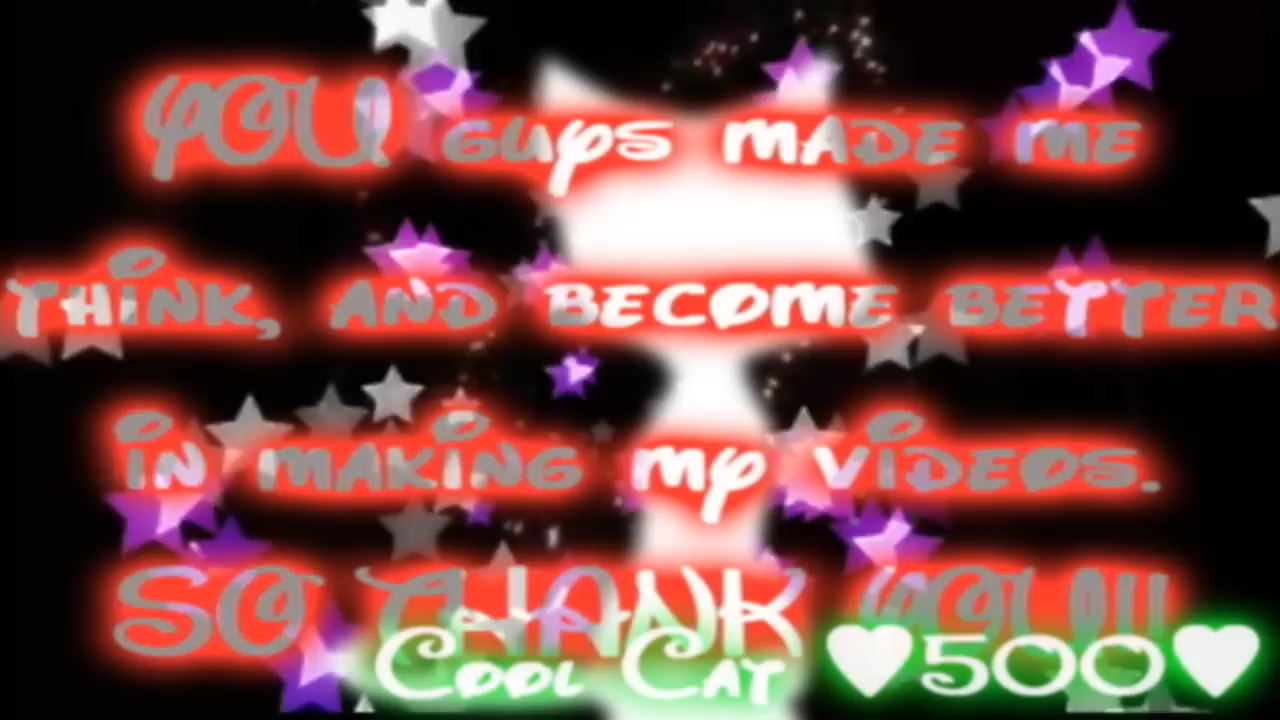 YOU GUYS MADE ME
THINK, AND BECOME BETTER
IN MAKING MY VIDEOS.
SO THANK YOU!!
COOL CAT ♥500♥